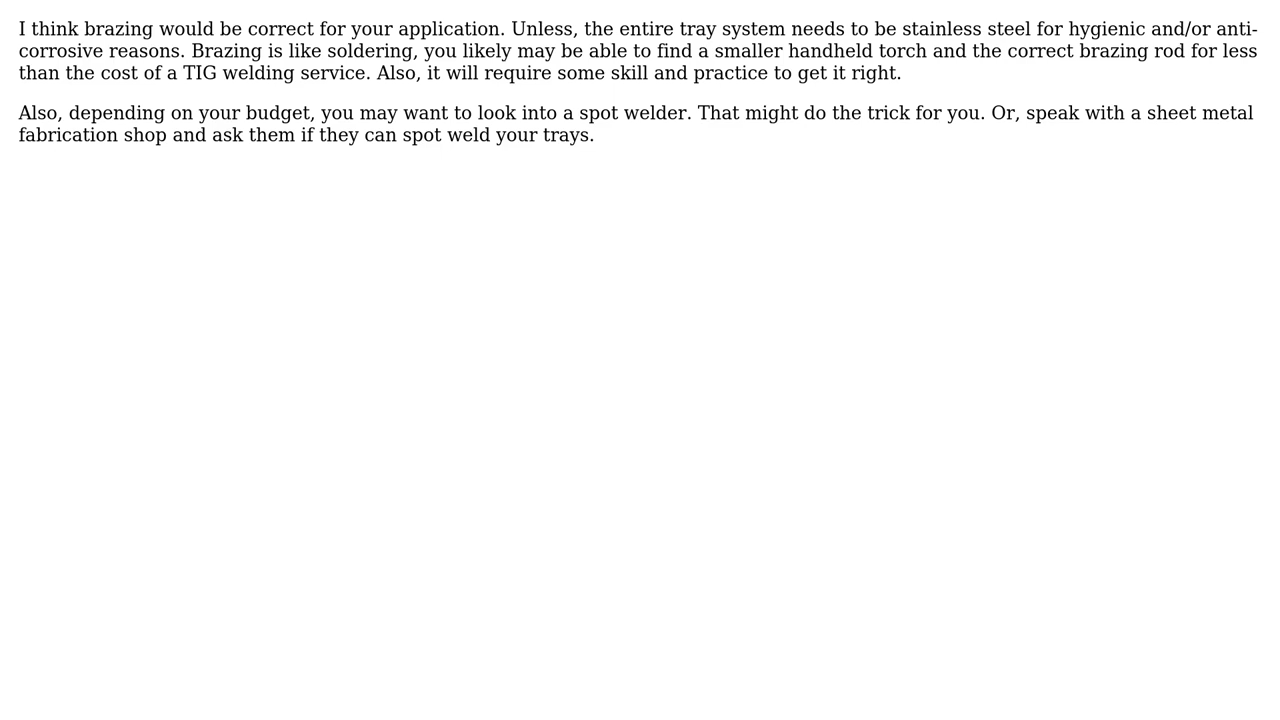 I think brazing would be correct for your application. Unless, the entire tray system needs to be stainless steel for hygienic and/or anti-
corrosive reasons. Brazing is like soldering, you likely may be able to find a smaller handheld torch and the correct brazing rod for less
than the cost of a TIG welding service. Also, it will require some skill and practice to get it right.
Also, depending on your budget, you may want to look into a spot welder. That might do the trick for you. Or, speak with a sheet metal
fabrication shop and ask them if they can spot weld your trays.